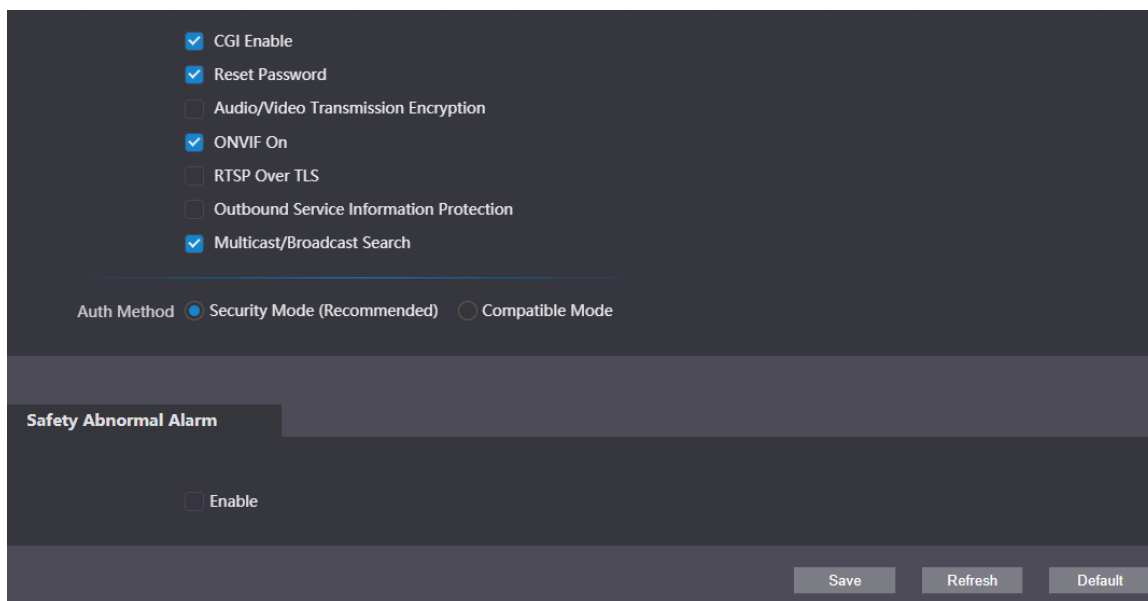 CGI Enable
Reset Password
Audio/Video Transmission Encryption
ONVIF On
RTSP Over TLS
Outbound Service Information Protection
Multicast/Broadcast Search
Auth Method Security Mode (Recommended) Compatible Mode
Safety Abnormal Alarm
Enable
Save Refresh Default